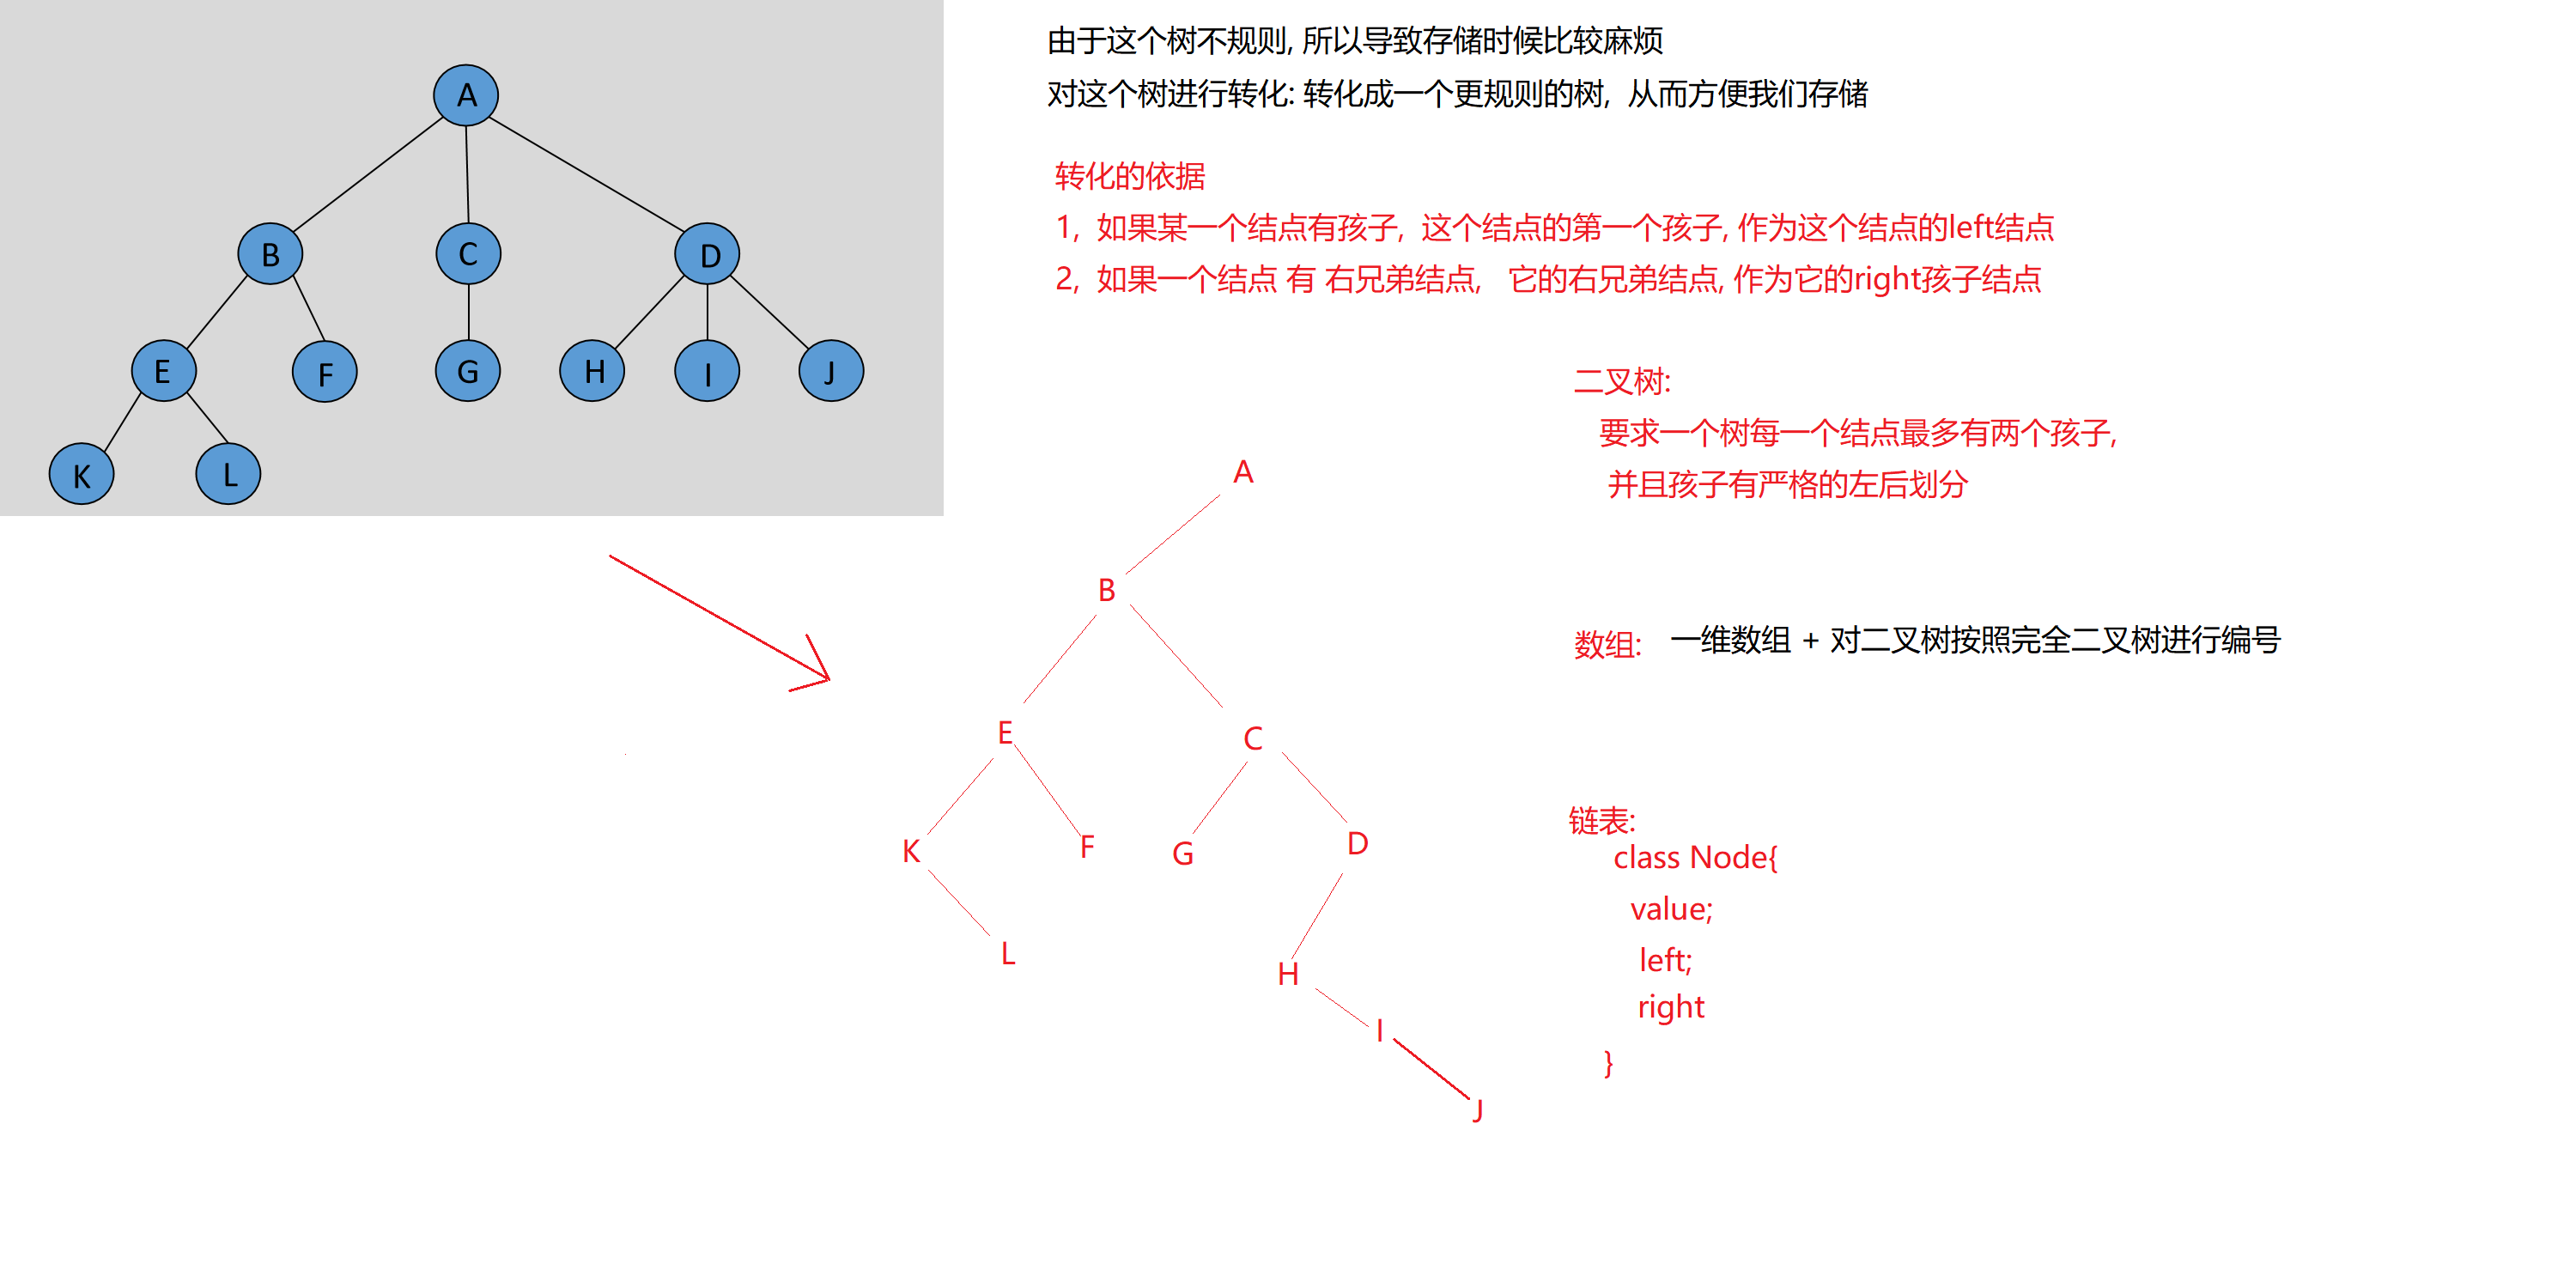 A
B
C
D
E
F
G
H
I
J
K
L
由于这个树不规则, 所以导致存储时候比较麻烦
对这个树进行转化: 转化成一个更规则的树, 从而方便我们存储
转化的依据
1, 如果某一个结点有孩子, 这个结点的第一个孩子, 作为这个结点的left结点
2, 如果一个结点 有 右兄弟结点, 它的右兄弟结点, 作为它的right孩子结点
二叉树:
要求一个树每一个结点最多有两个孩子,
并且孩子有严格的左后划分
A
B
E
C
K
F
G
D
L
H
I
J
数组: 一维数组 + 对二叉树按照完全二叉树进行编号
链表:
class Node{
value;
left;
right
}